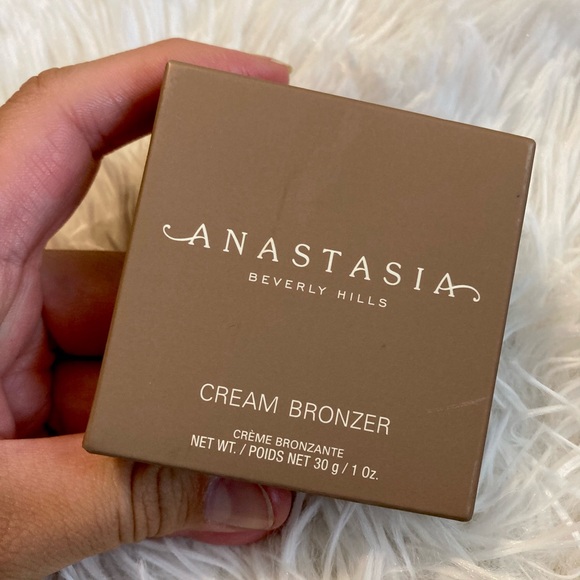 ANASTASIA
BEVERLY HILLS
CREAM BRONZER
CRÈME BRONZANTE
NET WT. / POIDS NET 30 g / 1 Oz.